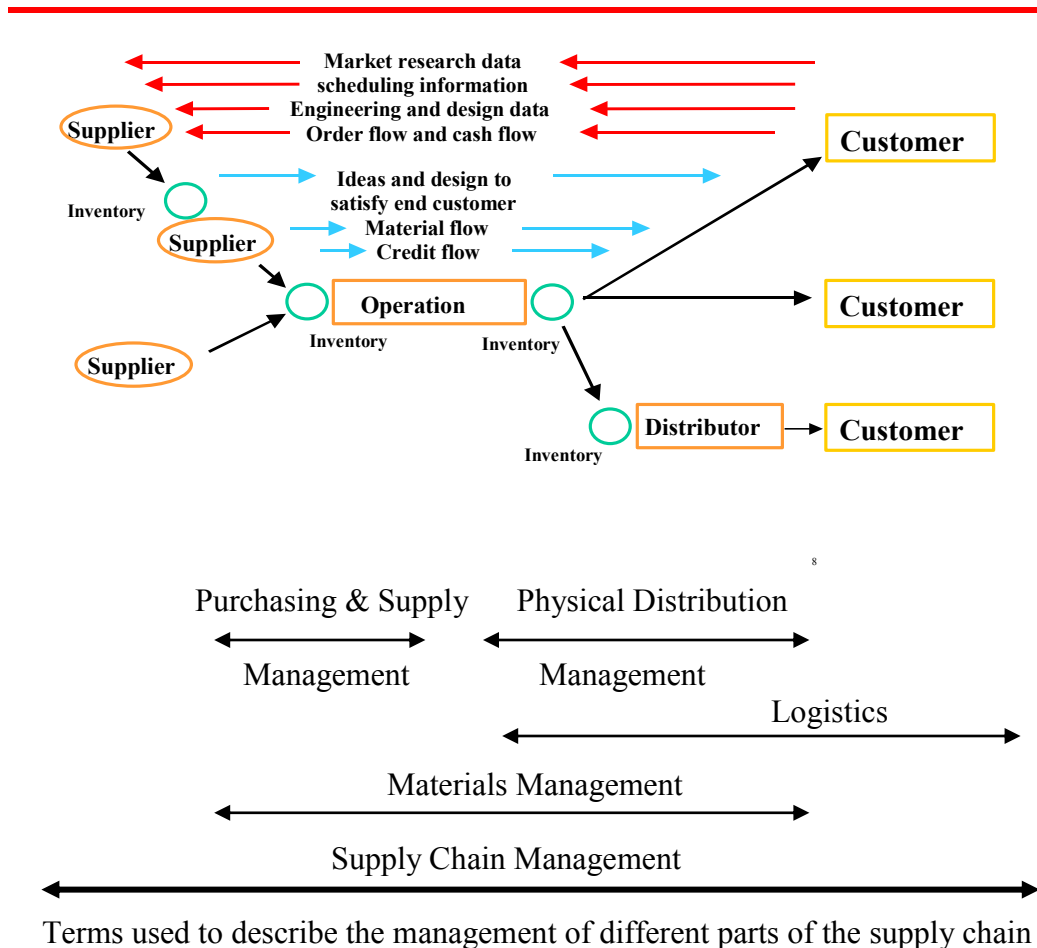 Market research data
scheduling information
Engineering and design data
Supplier
Order flow and cash flow
Customer
Ideas and design to
satisfy end customer
Inventory
Material flow
Supplier
Credit flow
Operation
Customer
Inventory
Inventory
Supplier
Distributor
Customer
Inventory
8
Purchasing & Supply
Physical Distribution
Management
Management
Logistics
Materials Management
Supply Chain Management
Terms used to describe the management of different parts of the supply chain